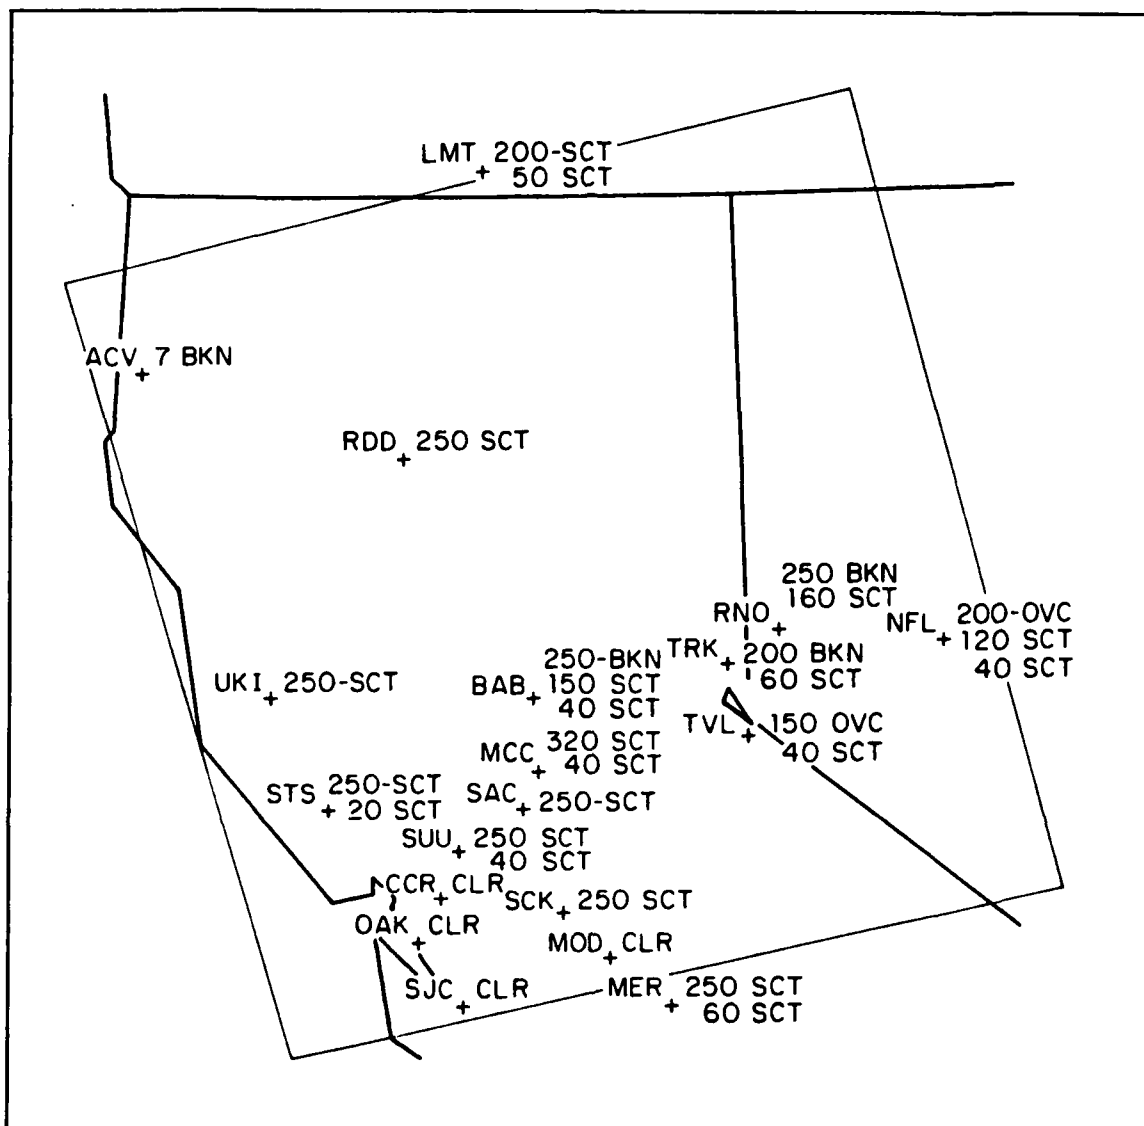 LMT + 200-SCT
50 SCT
ACV + 7 BKN
RDD + 250 SCT
250 BKN
RNO + 160 SCT
NFL + 200-OVC
120 SCT
40 SCT
TRK + 200 BKN
60 SCT
250-BKN
BAB + 150 SCT
40 SCT
UKI + 250-SCT
TVL + 150 OVC
40 SCT
MCC + 320 SCT
40 SCT
STS + 250-SCT
20 SCT
SAC + 250-SCT
SUU + 250 SCT
40 SCT
CCR + CLR
SCK + 250 SCT
OAK + CLR
MOD + CLR
SJC + CLR
MER + 250 SCT
60 SCT